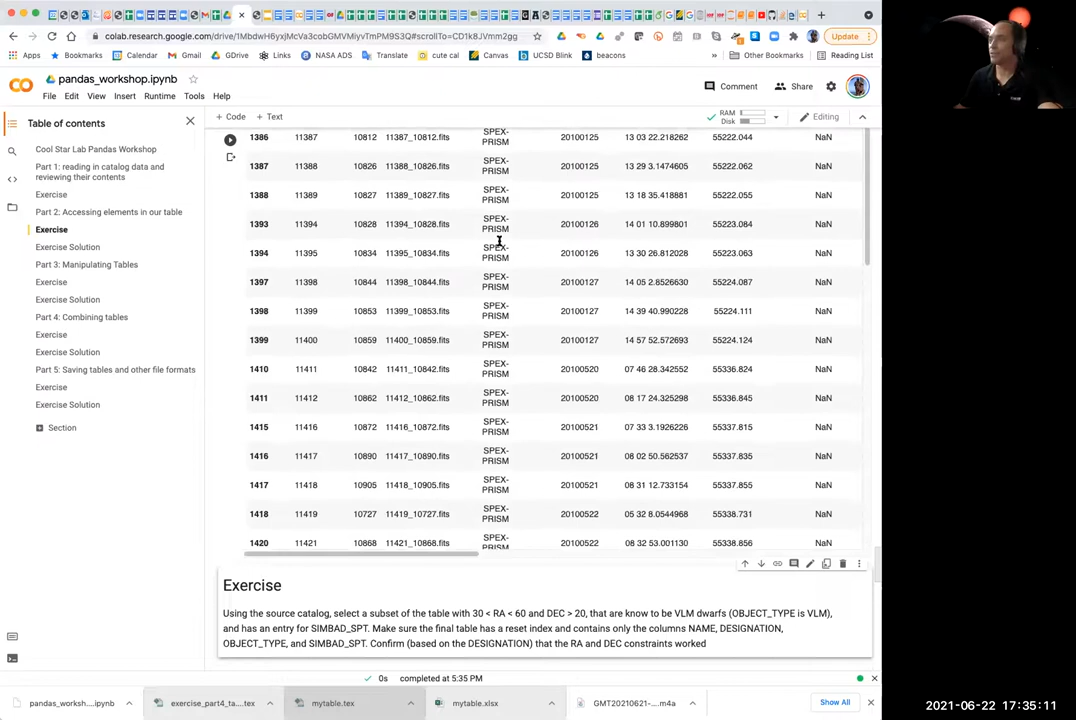 colab.research.google.com/drive/1MbdwH6yxjMcVa3cobGMVMiyvTmPM9S3Q#scrollTo=CD1k8JVmm2gg
Update
Apps Bookmarks Calendar Gmail GDrive Links NASA ADS Translate cute cal Canvas UCSD Blink beacons » Other Bookmarks Reading List
pandas_workshop.ipynb
File Edit View Insert Runtime Tools Help
Comment Share
Table of contents
+ Code + Text
RAM
Disk
Editing
Cool Star Lab Pandas Workshop
Part 1: reading in catalog data and
reviewing their contents
Exercise
Part 2: Accessing elements in our table
Exercise
Exercise Solution
Part 3: Manipulating Tables
Exercise
Exercise Solution
Part 4: Combining tables
Exercise
Exercise Solution
Part 5: Saving tables and other file formats
Exercise
Exercise Solution
Section
1386 11387 10812 11387_10812.fits SPEX-PRISM 20100125 13 03 22.218262 55222.044 NaN
1387 11388 10826 11388_10826.fits SPEX-PRISM 20100125 13 29 3.1474605 55222.062 NaN
1388 11389 10827 11389_10827.fits SPEX-PRISM 20100125 13 18 35.418881 55222.055 NaN
1393 11394 10828 11394_10828.fits SPEX-PRISM 20100126 14 01 10.899801 55223.084 NaN
1394 11395 10834 11395_10834.fits SPEX-PRISM 20100126 13 30 26.812028 55223.063 NaN
1397 11398 10844 11398_10844.fits SPEX-PRISM 20100127 14 05 2.8526630 55224.087 NaN
1398 11399 10853 11399_10853.fits SPEX-PRISM 20100127 14 39 40.990228 55224.111 NaN
1399 11400 10859 11400_10859.fits SPEX-PRISM 20100127 14 57 52.572693 55224.124 NaN
1410 11411 10842 11411_10842.fits SPEX-PRISM 20100520 07 46 28.342552 55336.824 NaN
1411 11412 10862 11412_10862.fits SPEX-PRISM 20100520 08 17 24.325298 55336.845 NaN
1415 11416 10872 11416_10872.fits SPEX-PRISM 20100521 07 33 3.1926226 55337.815 NaN
1416 11417 10890 11417_10890.fits SPEX-PRISM 20100521 08 02 50.562537 55337.835 NaN
1417 11418 10905 11418_10905.fits SPEX-PRISM 20100521 08 31 12.733154 55337.855 NaN
1418 11419 10727 11419_10727.fits SPEX-PRISM 20100522 05 32 8.0544968 55338.731 NaN
1420 11421 10868 11421_10868.fits SPEX-PRISM 20100522 08 32 53.001130 55338.856 NaN
Exercise
Using the source catalog, select a subset of the table with 30 < RA < 60 and DEC > 20, that are know to be VLM dwarfs (OBJECT_TYPE is VLM),
and has an entry for SIMBAD_SPT. Make sure the final table has a reset index and contains only the columns NAME, DESIGNATION,
OBJECT_TYPE, and SIMBAD_SPT. Confirm (based on the DESIGNATION) that the RA and DEC constraints worked
0s completed at 5:35 PM
pandas_worksh....ipynb exercise_part4_ta....tex mytable.tex mytable.xlsx GMT20210621-....m4a Show All
2021-06-22 17:35:11